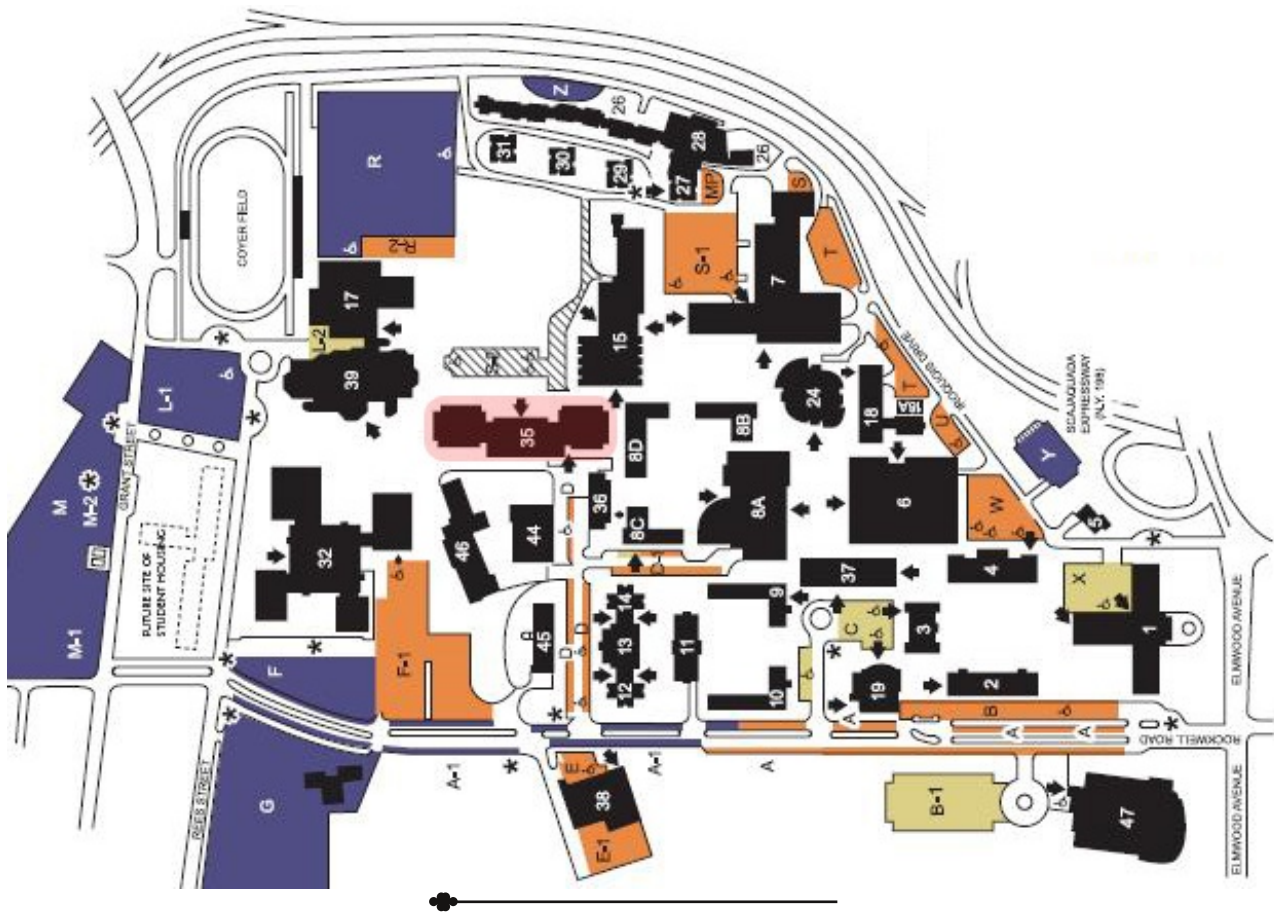 Z
26
R
31
30
29
28
27
26
MP
S
COYER FIELD
R-2
S-1
T
7
17
L-2
39
15
L-1
GRANT STREET
M
M-2
M-1
FUTURE SITE OF
STUDENT HOUSING
32
35
24
18
18A
T
U
IROQUOIS DRIVE
SCAJAQUADA
EXPRESSWAY
(N.Y. 198)
Y
8D
8B
D
36
8C
8A
6
W
5
46
44
37
4
X
9
14
13
12
11
10
45
D
D
C
3
1
F
F-1
19
2
B
A
A
A
ROCKWELL ROAD
ELMWOOD AVENUE
ELMWOOD AVENUE
REES STREET
G
A-1
E
38
E-1
A-1
A
B-1
47